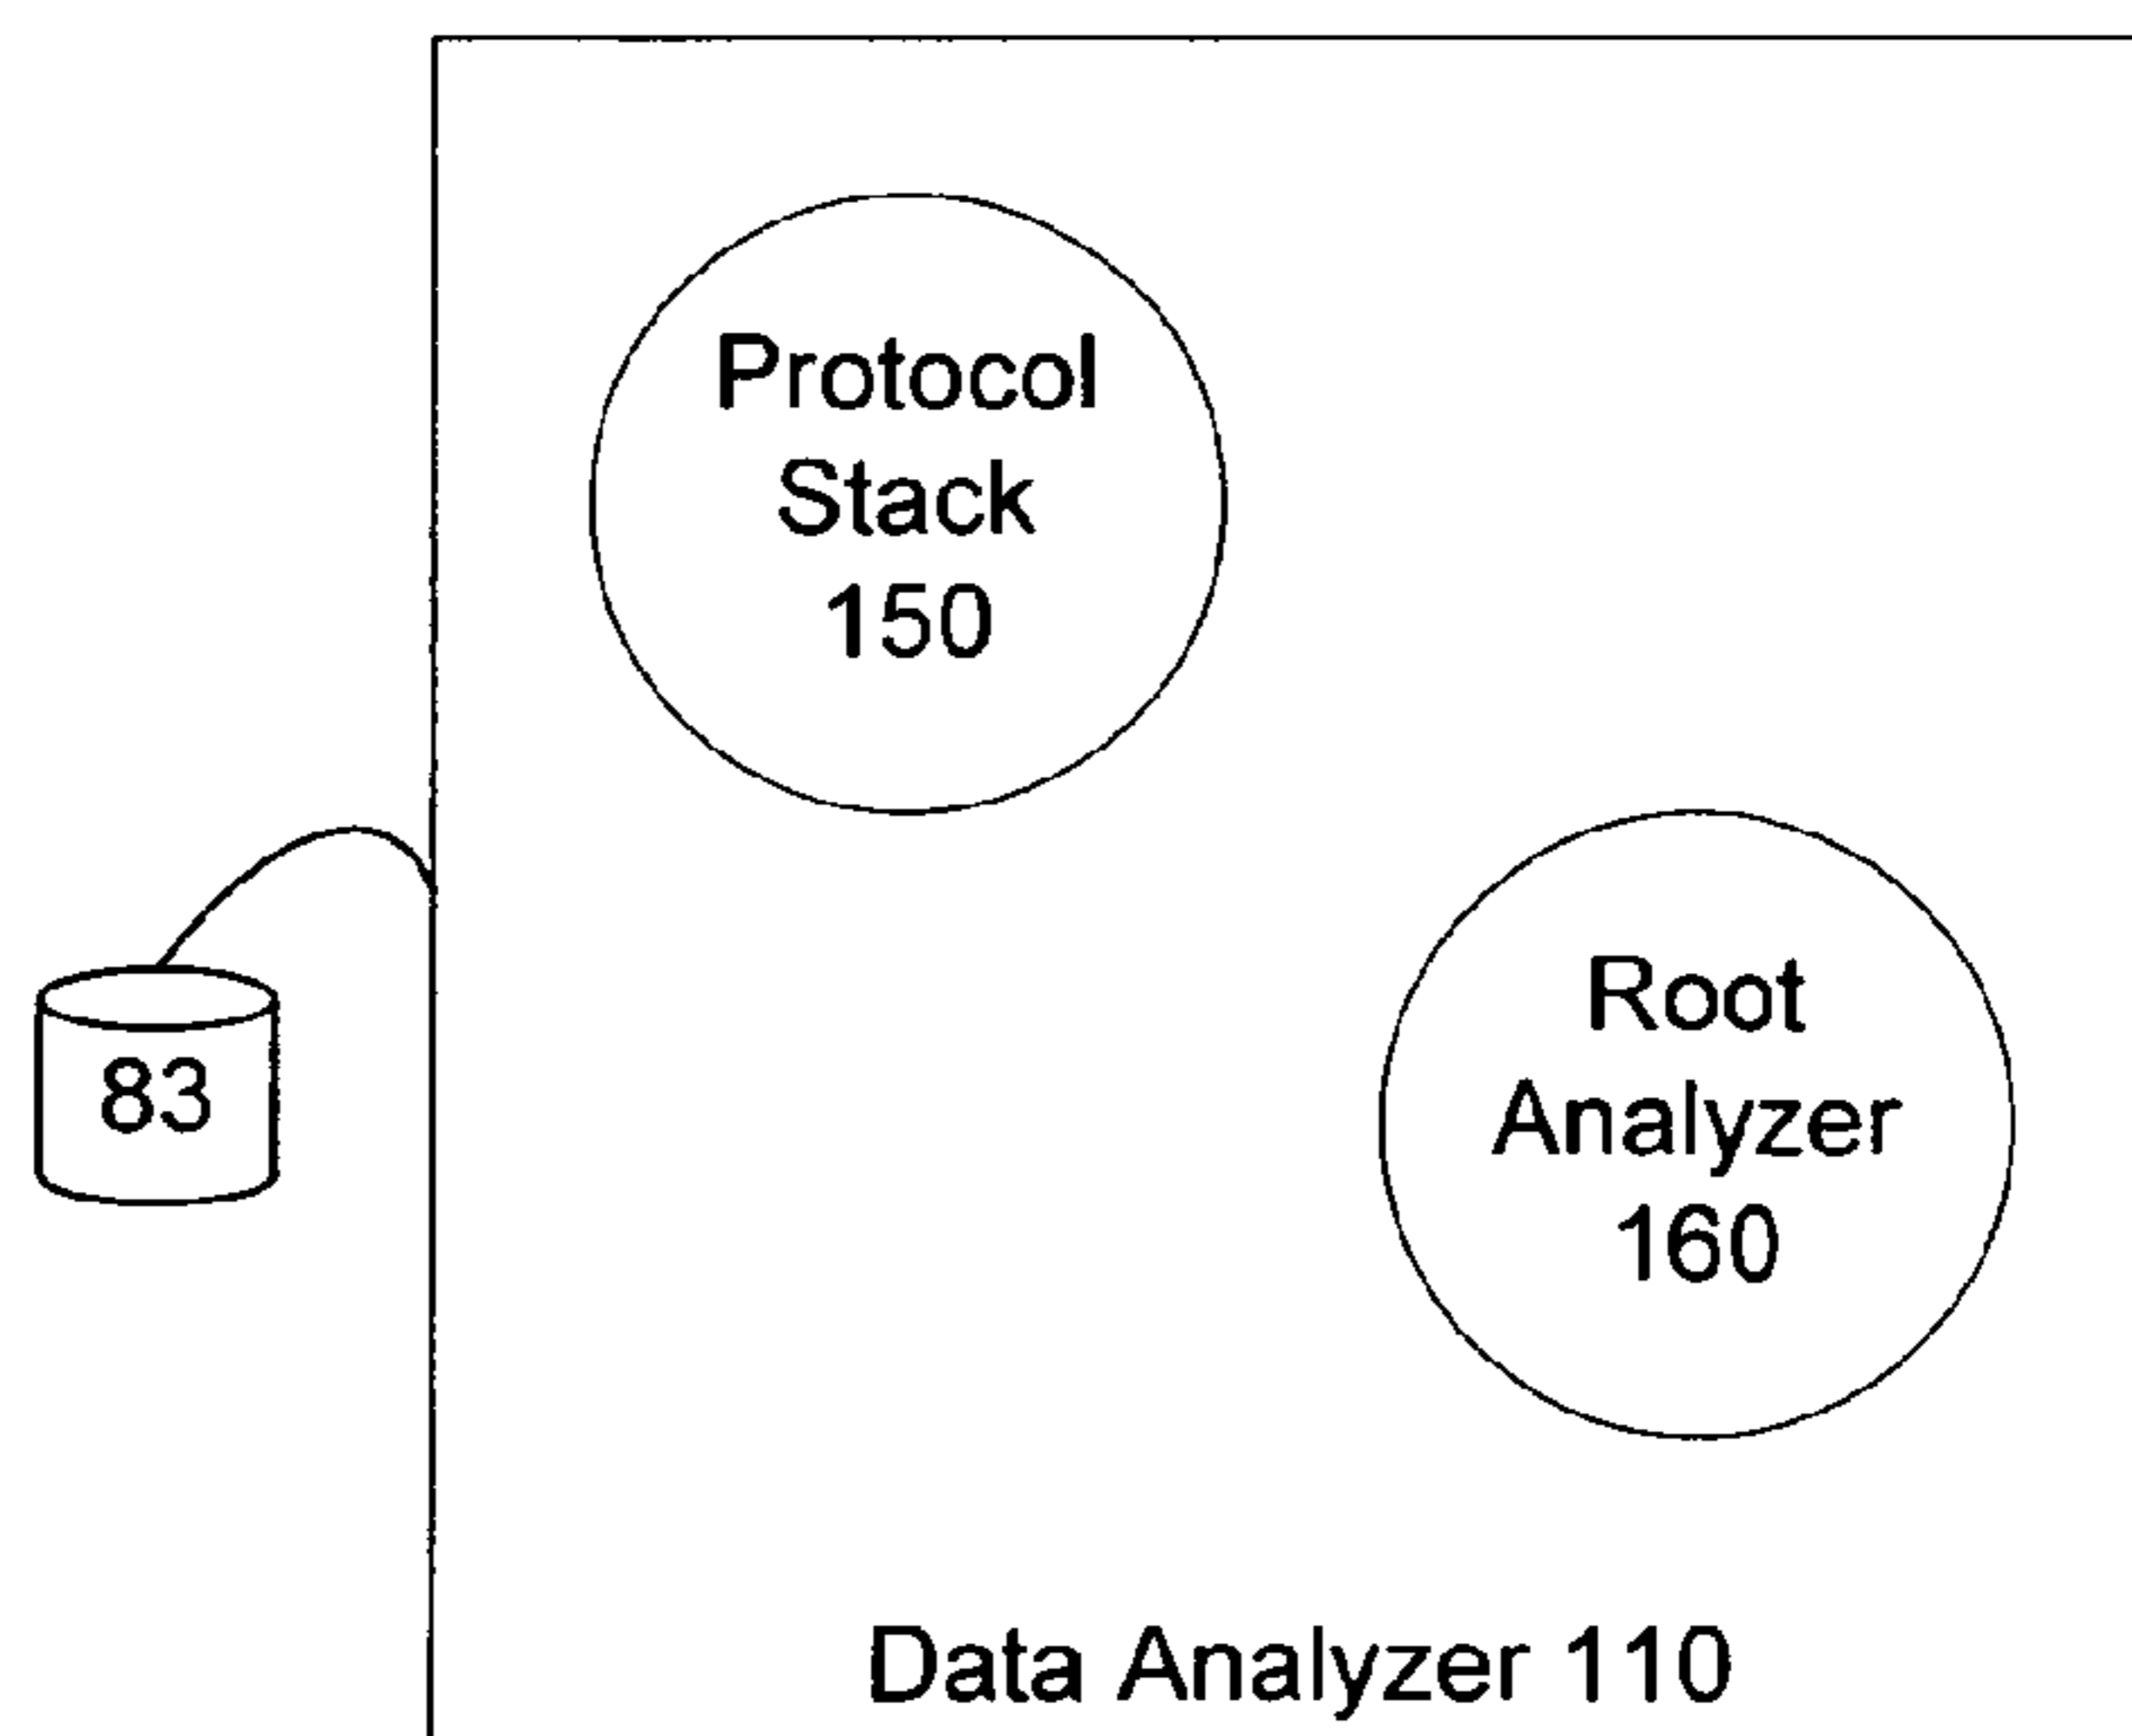 Protocol
Stack
150
83
Root
Analyzer
160
Data Analyzer 110